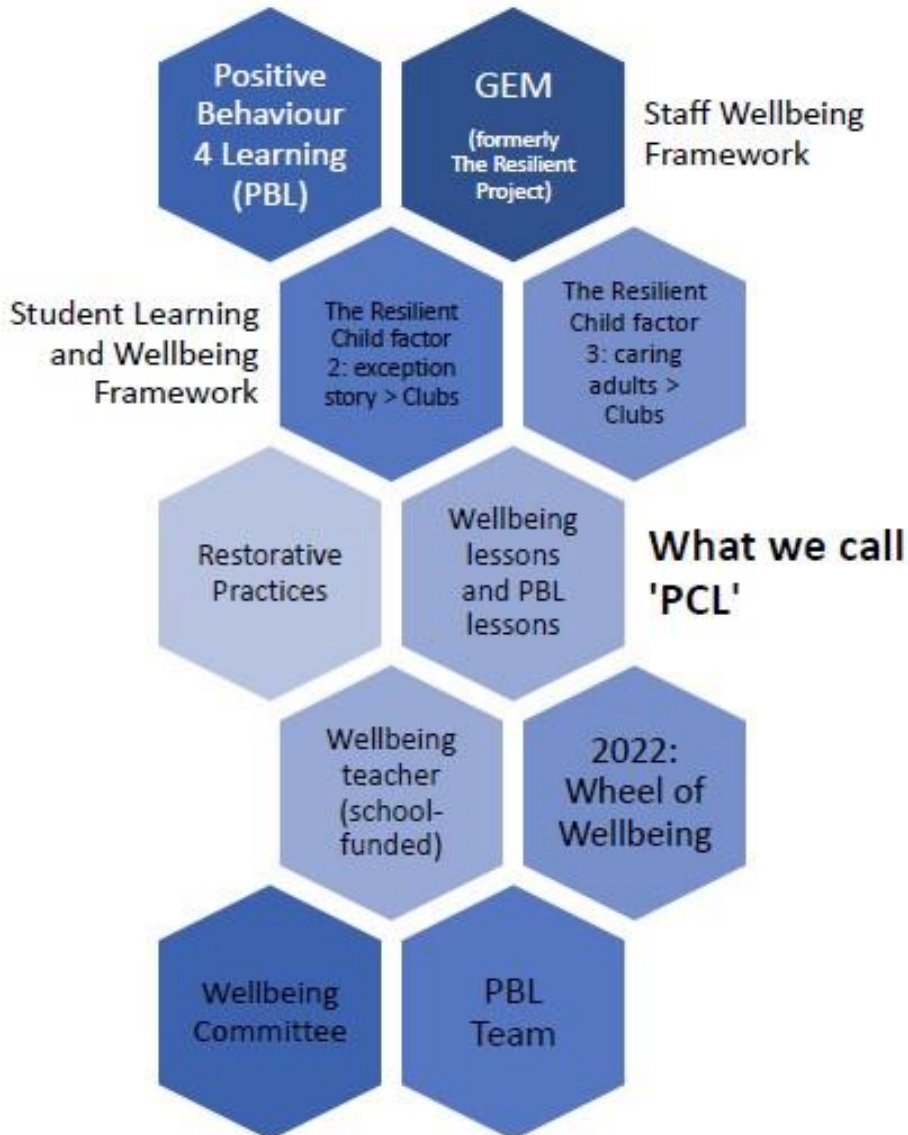 Positive
Behaviour
4 Learning
(PBL)
GEM
(formerly
The Resilient
Project)
Staff Wellbeing
Framework
Student Learning
and Wellbeing
Framework
The Resilient
Child factor
2: exception
story > Clubs
The Resilient
Child factor
3: caring
adults >
Clubs
Restorative
Practices
Wellbeing
lessons
and PBL
lessons
What we call
'PCL'
Wellbeing
teacher
(school-
funded)
2022:
Wheel of
Wellbeing
Wellbeing
Committee
PBL
Team